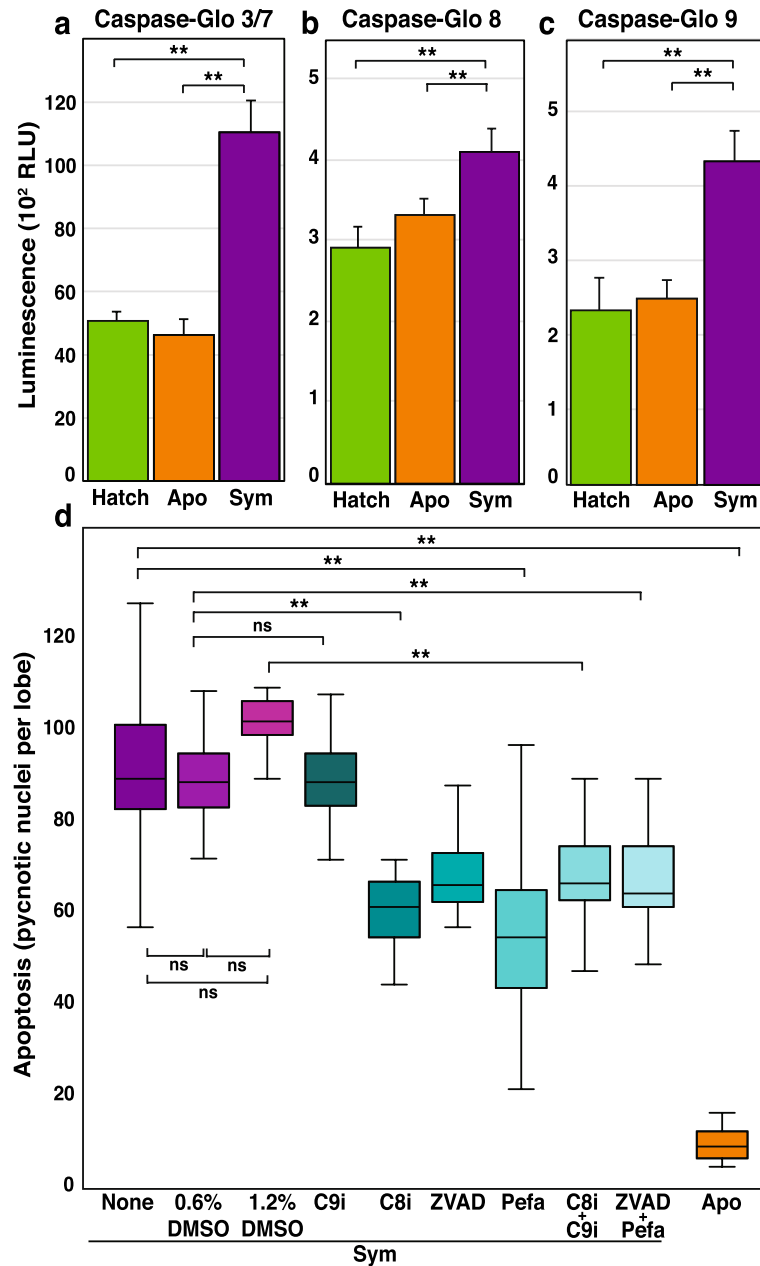 a Caspase-Glo 3/7
b Caspase-Glo 8
c Caspase-Glo 9
Luminescence (10² RLU)
**
**
120
100
80
60
40
20
0
Hatch Apo Sym
**
**
5
4
3
2
1
0
Hatch Apo Sym
**
**
5
4
3
2
1
0
Hatch Apo Sym
d
Apoptosis (pycnotic nuclei per lobe)
**
**
**
**
ns
**
120
100
80
60
40
20
0
ns ns
ns
None 0.6% 1.2% C9i C8i ZVAD Pefa C8i ZVAD Apo
+ +
DMSO DMSO C9i Pefa
Sym